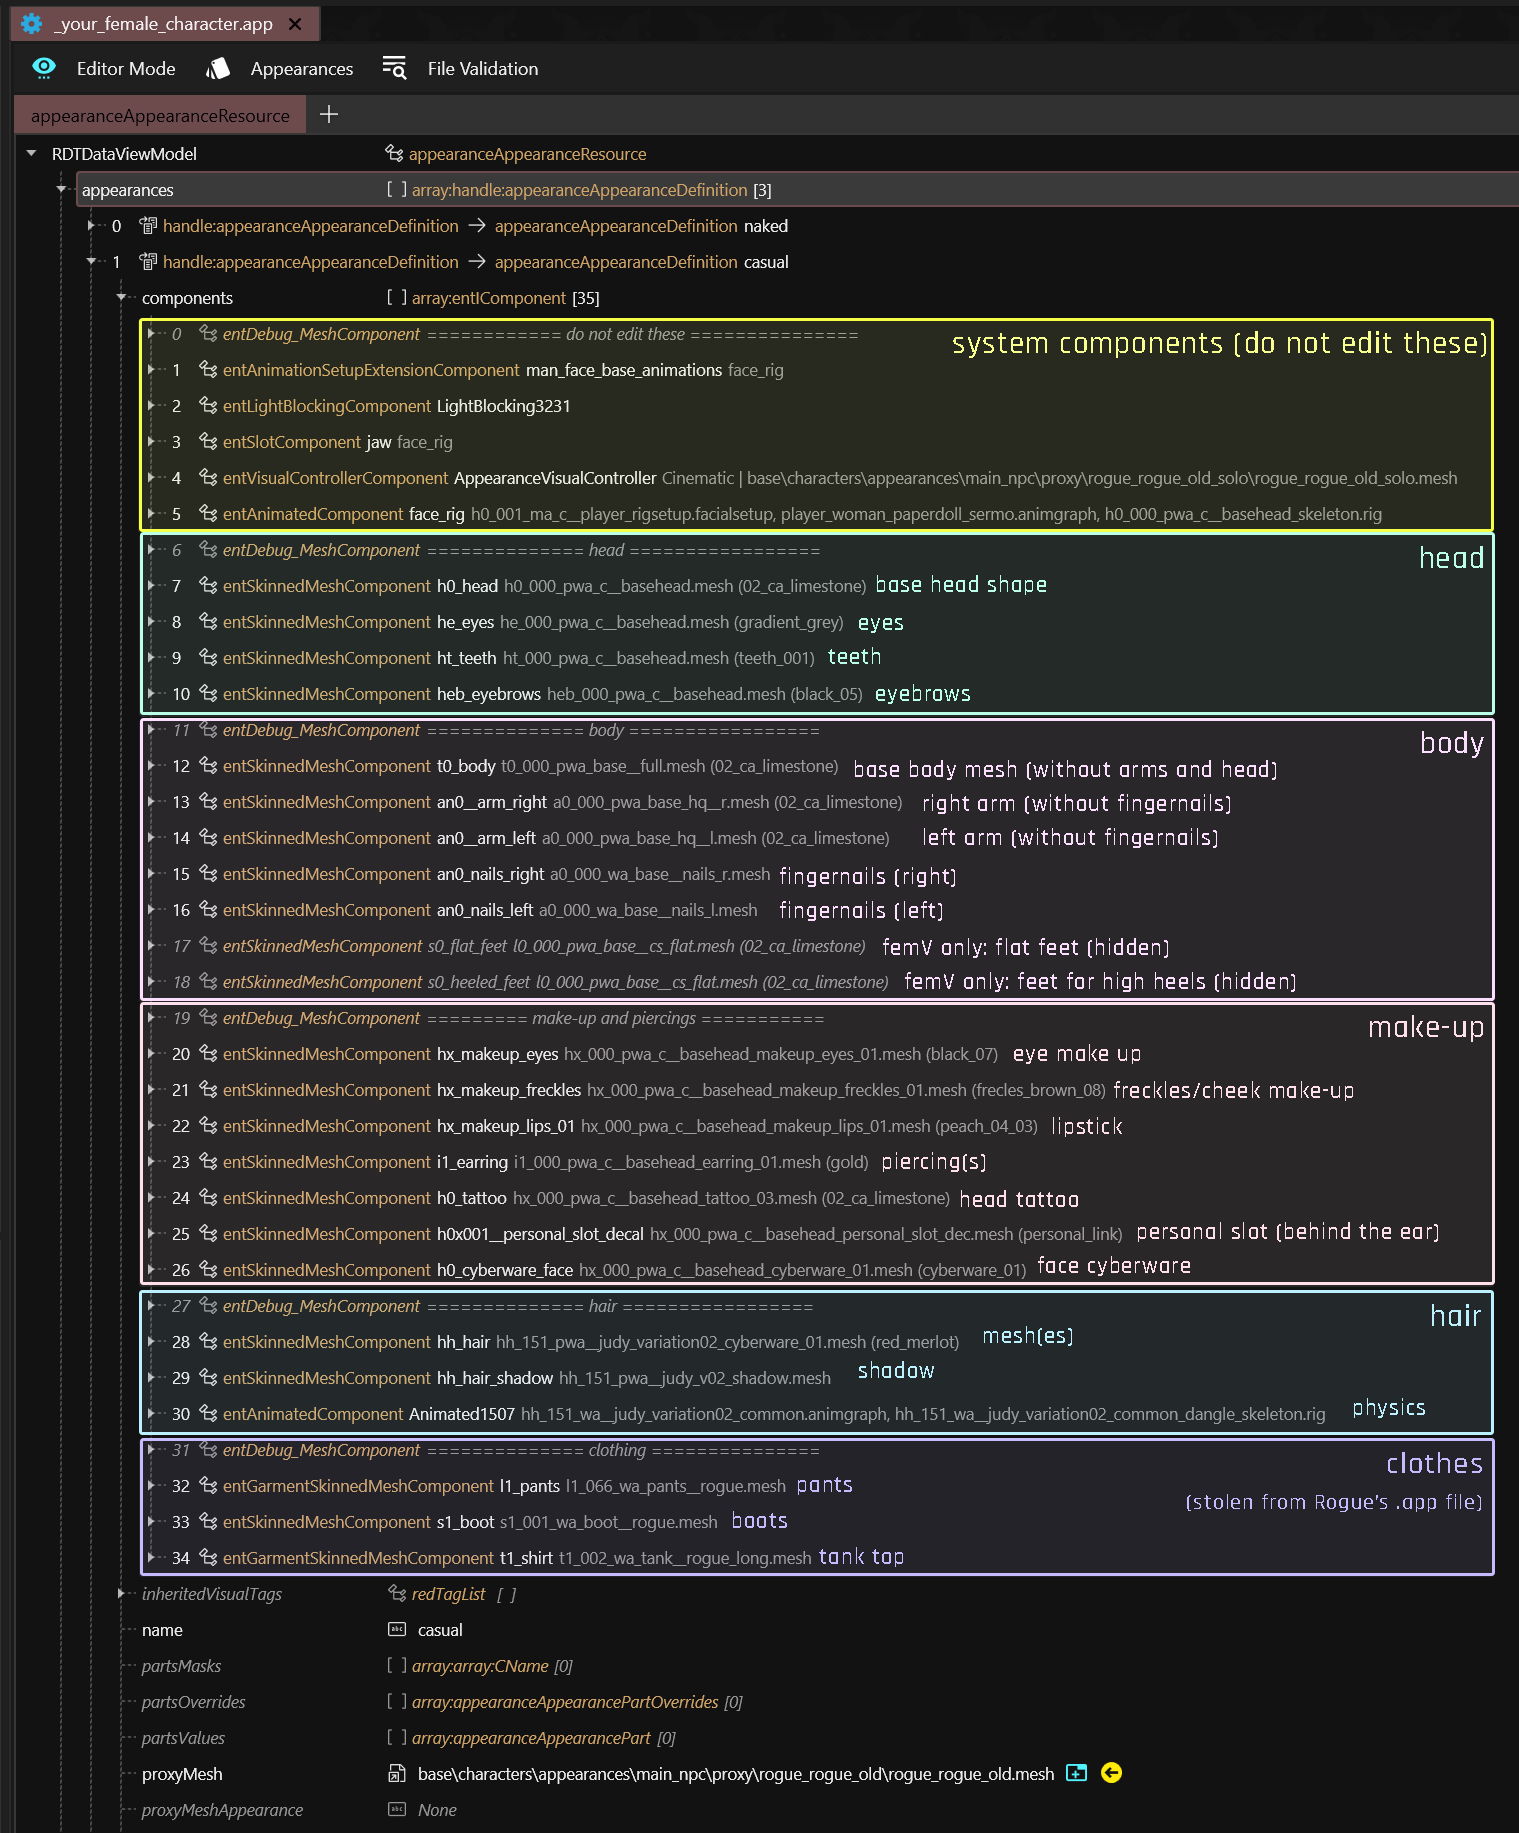 _your_female_character.app
Editor Mode Appearances File Validation
appearanceAppearanceResource
RDTDataViewModel appearanceAppearanceResource
appearances [ ] array:handle:appearanceAppearanceDefinition [3]
0 handle:appearanceAppearanceDefinition → appearanceAppearanceDefinition naked
1 handle:appearanceAppearanceDefinition → appearanceAppearanceDefinition casual
components [ ] array:entIComponent [35]
0 entDebug_MeshComponent ============ do not edit these =============== system components (do not edit these)
1 entAnimationSetupExtensionComponent man_face_base_animations face_rig
2 entLightBlockingComponent LightBlocking3231
3 entSlotComponent jaw face_rig
4 entVisualControllerComponent AppearanceVisualController Cinematic | base\characters\appearances\main_npc\proxy\rogue_rogue_old_solo\rogue_rogue_old_solo.mesh
5 entAnimatedComponent face_rig h0_001_ma_c__player_rigsetup.facialsetup, player_woman_paperdoll_sermo.animgraph, h0_000_pwa_c__basehead_skeleton.rig
6 entDebug_MeshComponent ============== head ================= head
7 entSkinnedMeshComponent h0_head h0_000_pwa_c__basehead.mesh (02_ca_limestone) base head shape
8 entSkinnedMeshComponent he_eyes he_000_pwa_c__basehead.mesh (gradient_grey) eyes
9 entSkinnedMeshComponent ht_teeth ht_000_pwa_c__basehead.mesh (teeth_001) teeth
10 entSkinnedMeshComponent heb_eyebrows heb_000_pwa_c__basehead.mesh (black_05) eyebrows
11 entDebug_MeshComponent ============== body ================= body
12 entSkinnedMeshComponent t0_body t0_000_pwa_base__full.mesh (02_ca_limestone) base body mesh (without arms and head)
13 entSkinnedMeshComponent an0__arm_right a0_000_pwa_base_hq__r.mesh (02_ca_limestone) right arm (without fingernails)
14 entSkinnedMeshComponent an0__arm_left a0_000_pwa_base_hq__l.mesh (02_ca_limestone) left arm (without fingernails)
15 entSkinnedMeshComponent an0_nails_right a0_000_wa_base__nails_r.mesh fingernails (right)
16 entSkinnedMeshComponent an0_nails_left a0_000_wa_base__nails_l.mesh fingernails (left)
17 entSkinnedMeshComponent s0_flat_feet l0_000_pwa_base__cs_flat.mesh (02_ca_limestone) femV only: flat feet (hidden)
18 entSkinnedMeshComponent s0_heeled_feet l0_000_pwa_base__cs_flat.mesh (02_ca_limestone) femV only: feet for high heels (hidden)
19 entDebug_MeshComponent ========= make-up and piercings =========== make-up
20 entSkinnedMeshComponent hx_makeup_eyes hx_000_pwa_c__basehead_makeup_eyes_01.mesh (black_07) eye make up
21 entSkinnedMeshComponent hx_makeup_freckles hx_000_pwa_c__basehead_makeup_freckles_01.mesh (frecles_brown_08) freckles/cheek make-up
22 entSkinnedMeshComponent hx_makeup_lips_01 hx_000_pwa_c__basehead_makeup_lips_01.mesh (peach_04_03) lipstick
23 entSkinnedMeshComponent i1_earring i1_000_pwa_c__basehead_earring_01.mesh (gold) piercing(s)
24 entSkinnedMeshComponent h0_tattoo hx_000_pwa_c__basehead_tattoo_03.mesh (02_ca_limestone) head tattoo
25 entSkinnedMeshComponent h0x001__personal_slot_decal hx_000_pwa_c__basehead_personal_slot_dec.mesh (personal_link) personal slot (behind the ear)
26 entSkinnedMeshComponent h0_cyberware_face hx_000_pwa_c__basehead_cyberware_01.mesh (cyberware_01) face cyberware
27 entDebug_MeshComponent ============== hair ================= hair
28 entSkinnedMeshComponent hh_hair hh_151_pwa__judy_variation02_cyberware_01.mesh (red_merlot) mesh(es)
29 entSkinnedMeshComponent hh_hair_shadow hh_151_pwa__judy_v02_shadow.mesh shadow
30 entAnimatedComponent Animated1507 hh_151_wa__judy_variation02_common.animgraph, hh_151_wa__judy_variation02_common_dangle_skeleton.rig physics
31 entDebug_MeshComponent ============== clothing =============== clothes
32 entGarmentSkinnedMeshComponent l1_pants l1_066_wa_pants__rogue.mesh pants
(stolen from Rogue's .app file)
33 entSkinnedMeshComponent s1_boot s1_001_wa_boot__rogue.mesh boots
34 entGarmentSkinnedMeshComponent t1_shirt t1_002_wa_tank__rogue_long.mesh tank top
inheritedVisualTags redTagList [ ]
name casual
partsMasks [ ] array:array:CName [0]
partsOverrides [ ] array:appearanceAppearancePartOverrides [0]
partsValues [ ] array:appearanceAppearancePart [0]
proxyMesh base\characters\appearances\main_npc\proxy\rogue_rogue_old\rogue_rogue_old.mesh
proxyMeshAppearance None